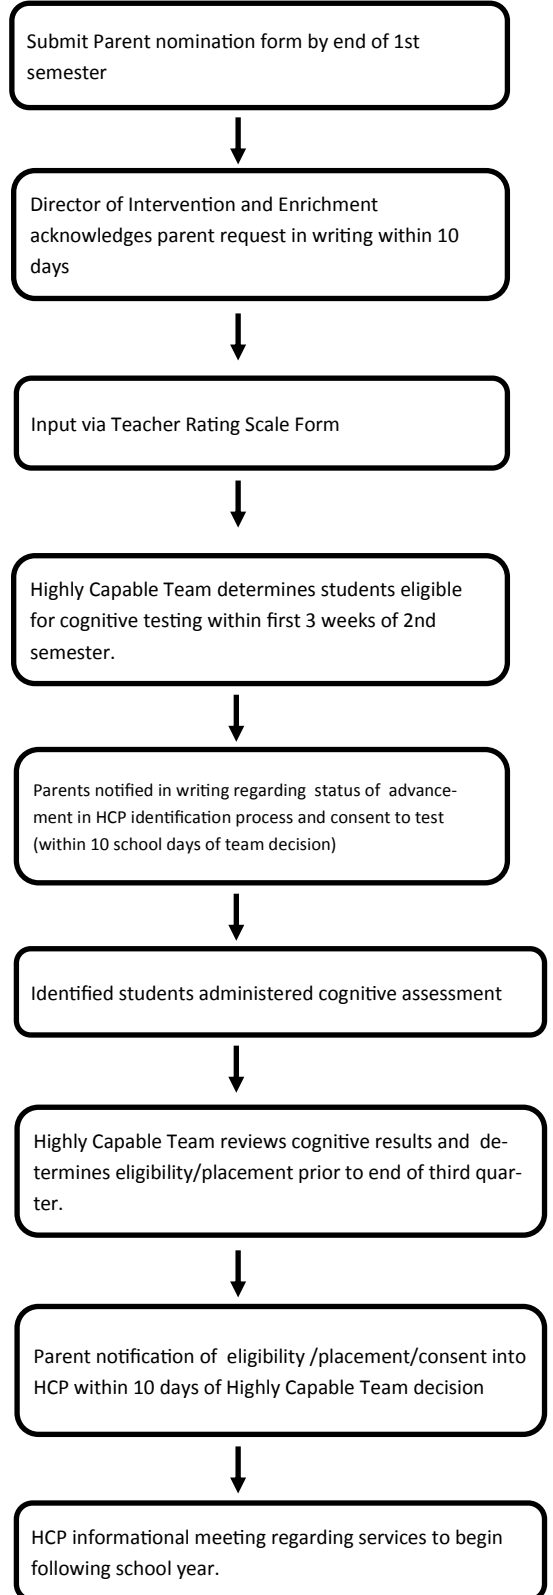 Submit Parent nomination form by end of 1st
semester
Director of Intervention and Enrichment
acknowledges parent request in writing within 10
days
Input via Teacher Rating Scale Form
Highly Capable Team determines students eligible
for cognitive testing within first 3 weeks of 2nd
semester.
Parents notified in writing regarding status of advance-
ment in HCP identification process and consent to test
(within 10 school days of team decision)
Identified students administered cognitive assessment
Highly Capable Team reviews cognitive results and de-
termines eligibility/placement prior to end of third quar-
ter.
Parent notification of eligibility /placement/consent into
HCP within 10 days of Highly Capable Team decision
HCP informational meeting regarding services to begin
following school year.